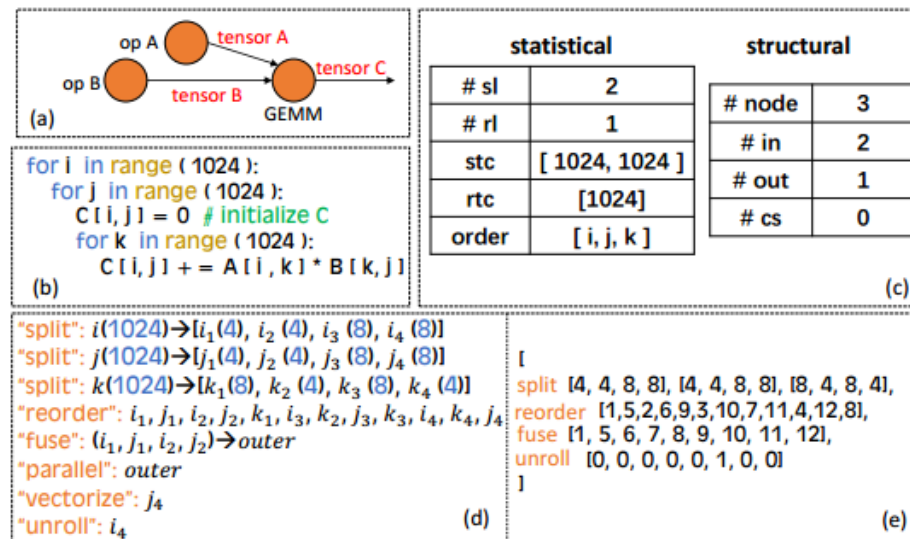 op A
tensor A
op B
tensor B
tensor C
GEMM
(a)
for i in range ( 1024 ):
for j in range ( 1024 ):
C [ i, j ] = 0 # initialize C
for k in range ( 1024 ):
C [ i, j ] + = A [ i , k ] * B [ k, j ]
(b)
statistical
# sl 2
# rl 1
stc [ 1024, 1024 ]
rtc [1024]
order [ i, j, k ]
structural
# node 3
# in 2
# out 1
# cs 0
(c)
"split": i(1024)→[i₁(4), i₂ (4), i₃ (8), i₄ (8)]
"split": j(1024)→[j₁(4), j₂ (4), j₃ (8), j₄ (8)]
"split": k(1024)→[k₁(8), k₂ (4), k₃ (8), k₄ (4)]
"reorder": i₁, j₁, i₂, j₂, k₁, i₃, k₂, j₃, k₃, i₄, k₄, j₄
"fuse": (i₁, j₁, i₂, j₂)→outer
"parallel": outer
"vectorize": j₄
"unroll": i₄
(d)
[
split [4, 4, 8, 8], [4, 4, 8, 8], [8, 4, 8, 4],
reorder [1,5,2,6,9,3,10,7,11,4,12,8],
fuse [1, 5, 6, 7, 8, 9, 10, 11, 12],
unroll [0, 0, 0, 0, 0, 1, 0, 0]
]
(e)